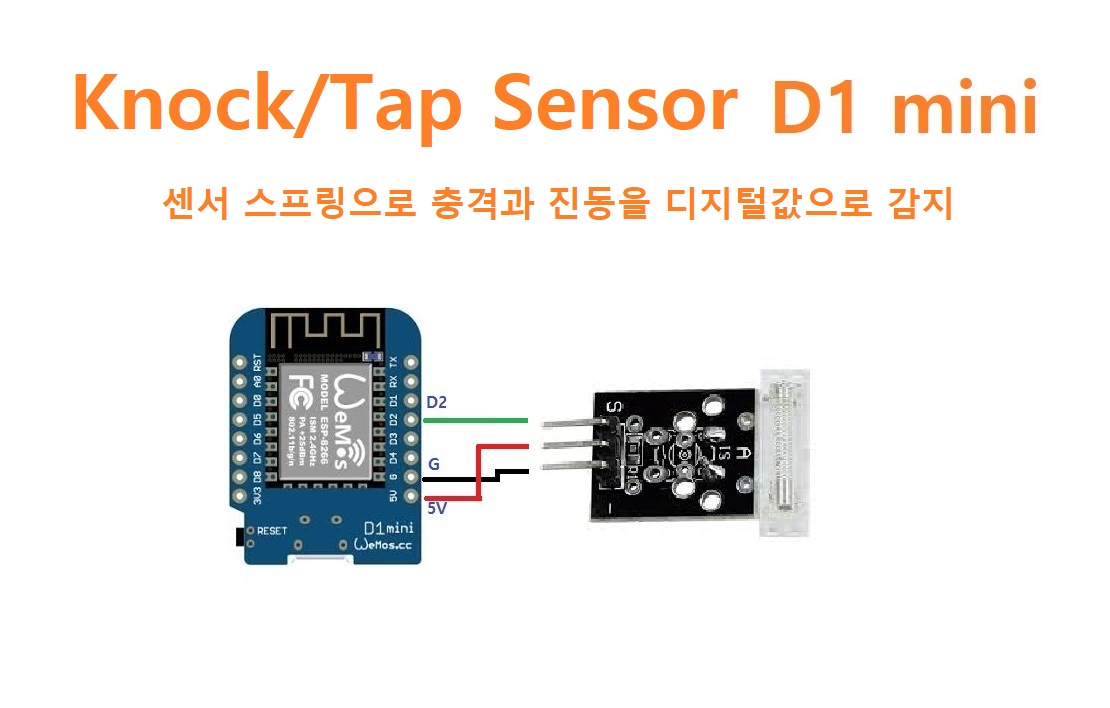 Knock/Tap Sensor D1 mini
센서 스프링으로 충격과 진동을 디지털값으로 감지
RST
A0
D0
D5
D6
D7
D8
3V3
TX
RX
D1
D2
D3
D4
G
5V
WeMos
MODEL ESP-8266
ISM 2.4GHz
PA +25dBm
802.11b/g/n
FC
RESET
D1 mini
WeMos.cc
D2
G
5V
S
A
S1